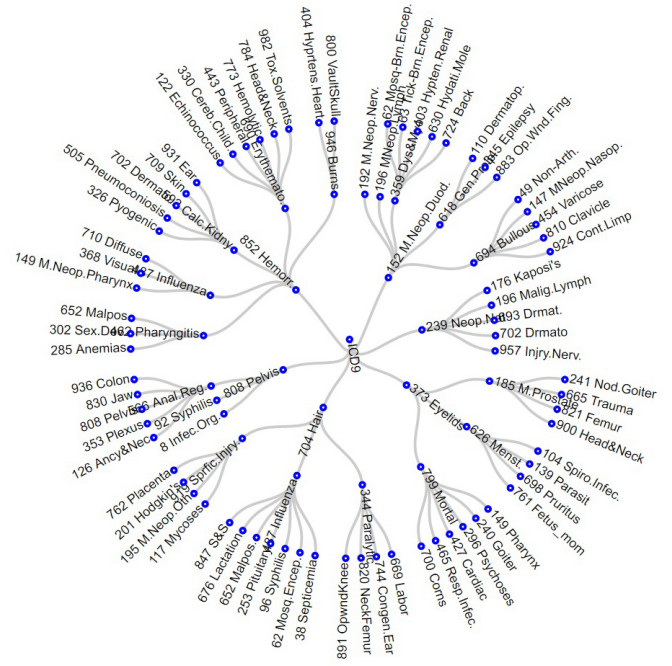 ICD9
152 M.Neop.Duod.
192 M.Neop.Nerv.
196 MNeop.Lymph
62 Mosq-Brn.Encep.
63 Tick-Brn.Encep.
359 Dys&M
403 Hypten.Renal
630 Hydati.Mole
724 Back
110 Dermatop.
345 Epilepsy
883 Op.Wnd.Fing.
694 Bullous
49 Non-Arth.
147 MNeop.Nasop.
454 Varicose
810 Clavicle
924 Cont.Limp
176 Kaposi's
196 Malig.Lymph
693 Drmat.
702 Drmato
957 Injry.Nerv.
373 Eyelids
185 M.Prostate
241 Nod.Goiter
665 Trauma
821 Femur
900 Head&Neck
626 Menst.
104 Spiro.Infec.
139 Parasit
698 Pruritus
761 Fetus_mom
799 Mortal
149 Pharynx
240 Goiter
296 Psychoses
427 Cardiac
465 Resp.Infec.
700 Corns
704 Hair
344 Paralytic
669 Labor
744 Congen.Ear
820 NeckFemur
891 OpwndKnee
487 Influenza
38 Septicemia
62 Mosq.Encep.
96 Syphilis
253 Pituitary
652 Malpos.
676 Lactation
847 S&S
117 Mycoses
195 M.Neop.Oth
201 Hodgkin's
762 Placenta
808 Pelvis
8 Infec.Org.
92 Syphilis
566 Anal.Reg.
126 Ancy&Nec
353 Plexus
808 Pelvis
830 Jaw
936 Colon
852 Hemorr.
462 Pharyngitis
285 Anemias
302 Sex.Dev
652 Malpos
487 Influenza
149 M.Neop.Pharynx
368 Visual
710 Diffuse
592 Calc.Kidny
326 Pyogenic
505 Pneumoconiosis
702 Dermato
709 Skin
931 Ear
690 Erythemato
122 Echinococcus
330 Cereb.Child
443 Peripheral
773 Hemolytic
784 Head&Neck
982 Tox.Solvents
946 Burns
404 Hyprtens.Heart
800 VaultSkull